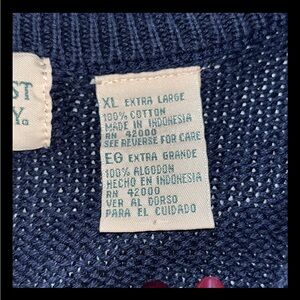 ST
Y.
XL EXTRA LARGE
100% COTTON
MADE IN INDONESIA
RN 42000
SEE REVERSE FOR CARE
EG EXTRA GRANDE
100% ALGODON
HECHO EN INDONESIA
RN 42000
VER AL DORSO
PARA EL CUIDADO